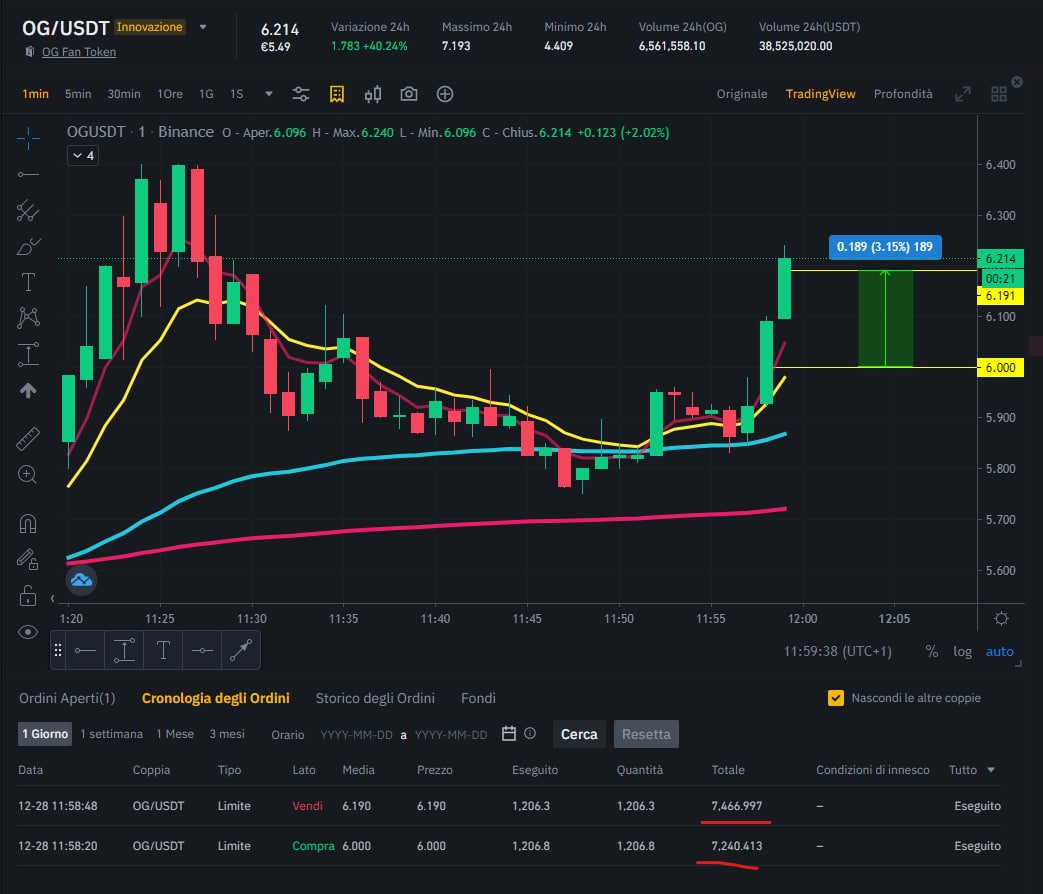 OG/USDT Innovazione
OG Fan Token
6.214
€5.49
Variazione 24h
1.783 +40.24%
Massimo 24h
7.193
Minimo 24h
4.409
Volume 24h(OG)
6,561,558.10
Volume 24h(USDT)
38,525,020.00
1min 5min 30min 1Ore 1G 1S Originale TradingView Profondità
OGUSDT · 1 · Binance O - Aper.6.096 H - Max.6.240 L - Min.6.096 C - Chius.6.214 +0.123 (+2.02%)
4
6.400
6.300
0.189 (3.15%) 189
6.214
00:21
6.191
6.100
6.000
5.900
5.800
5.700
5.600
1:20 11:25 11:30 11:35 11:40 11:45 11:50 11:55 12:00 12:05
T
11:59:38 (UTC+1) % log auto
Ordini Aperti(1) Cronologia degli Ordini Storico degli Ordini Fondi Nascondi le altre coppie
1 Giorno 1 settimana 1 Mese 3 mesi Orario YYYY-MM-DD a YYYY-MM-DD Cerca Resetta
Data Coppia Tipo Lato Media Prezzo Eseguito Quantità Totale Condizioni di innesco Tutto
12-28 11:58:48 OG/USDT Limite Vendi 6.190 6.190 1,206.3 1,206.3 7,466.997 – Eseguito
12-28 11:58:20 OG/USDT Limite Compra 6.000 6.000 1,206.8 1,206.8 7,240.413 – Eseguito